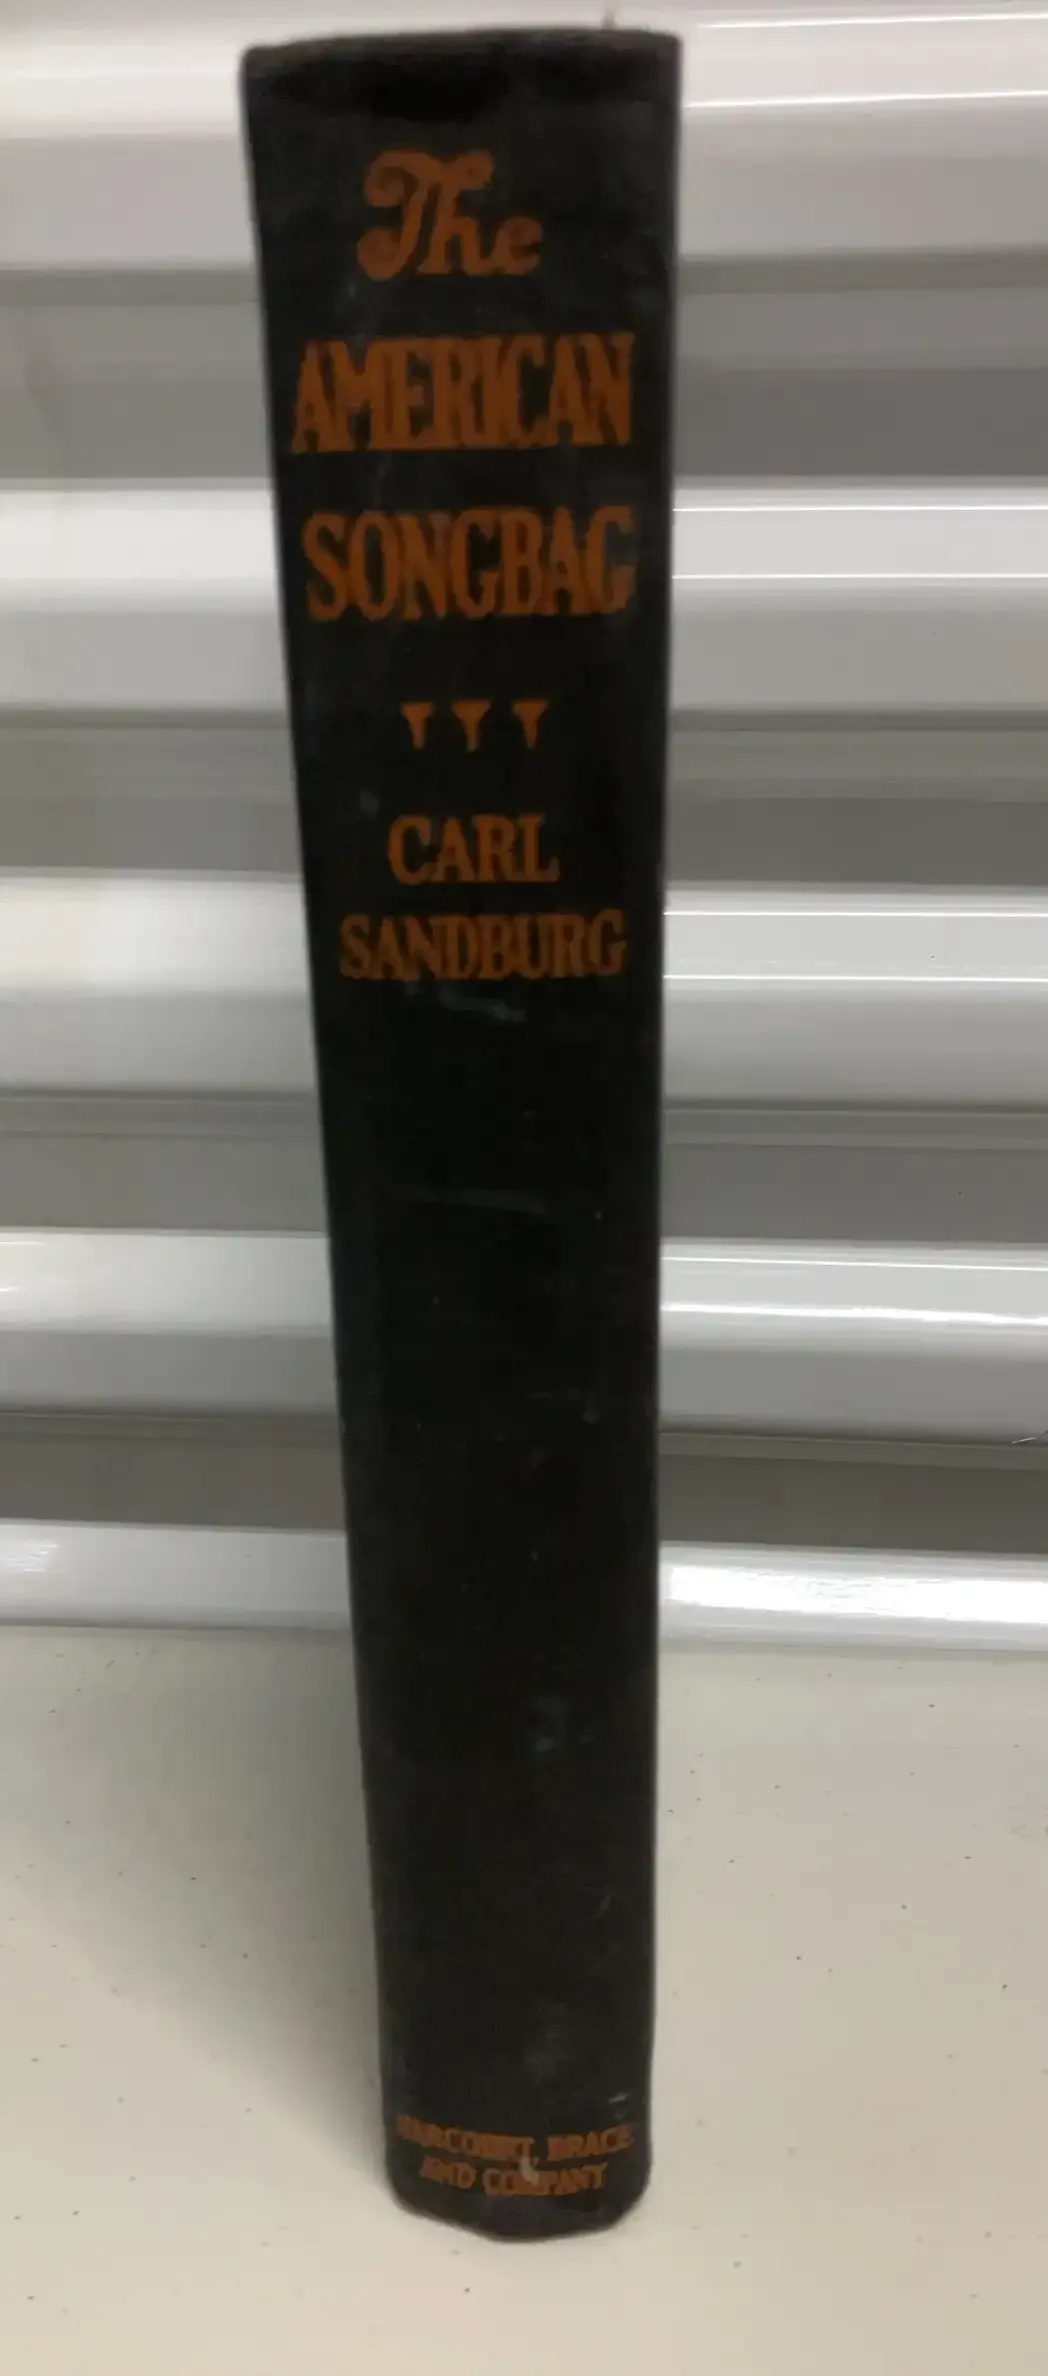 The
AMERICAN
SONGBAG
CARL
SANDBURG
HARCOURT, BRACE
AND COMPANY